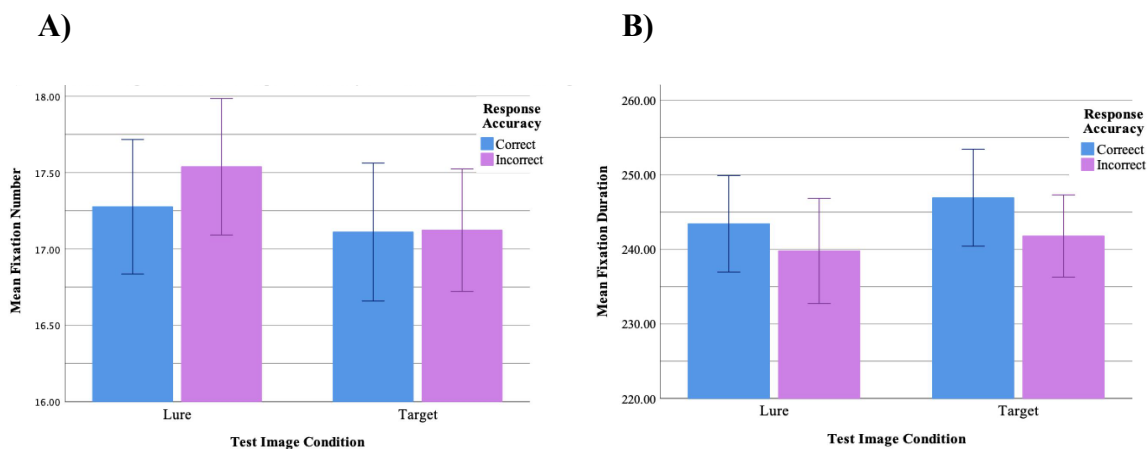 A)
18.00
17.50
17.00
16.50
16.00
Mean Fixation Number
Response
Accuracy
Correct
Incorrect
Lure
Target
Test Image Condition
B)
260.00
250.00
240.00
230.00
220.00
Mean Fixation Duration
Response
Accuracy
Correect
Incorrect
Lure
Target
Test Image Condition